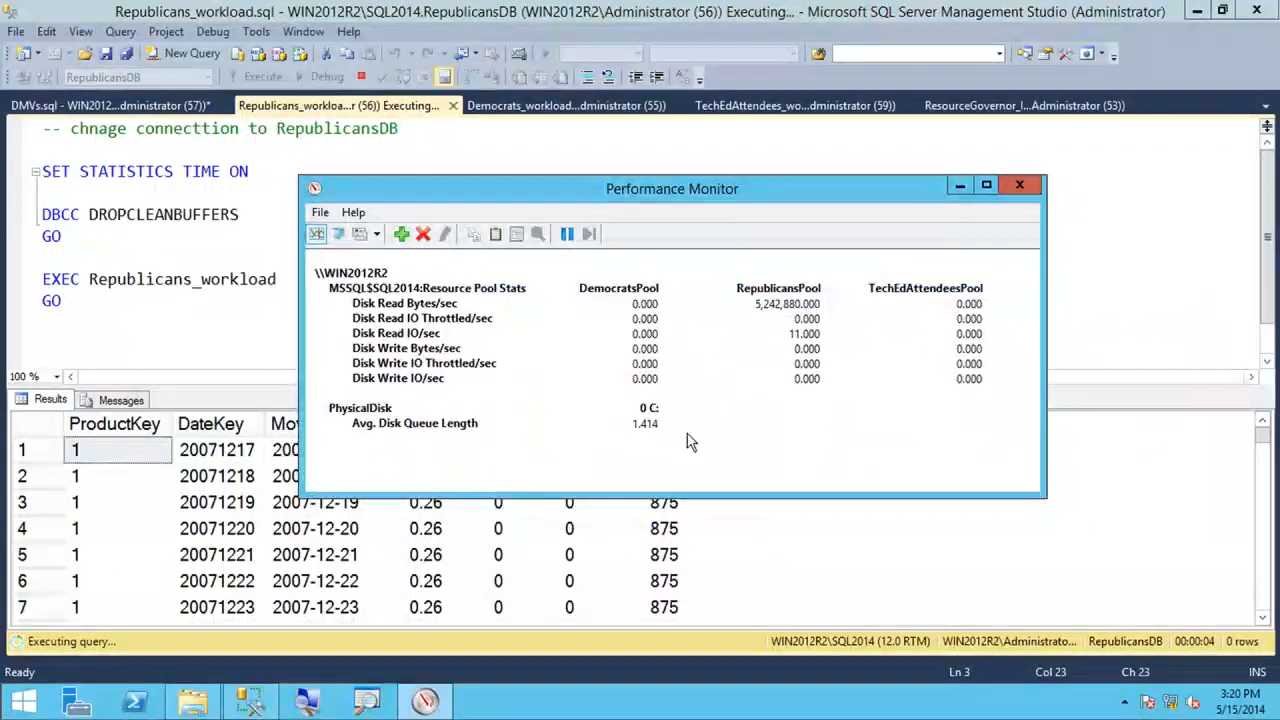 Republicans_workload.sql - WIN2012R2\SQL2014.RepublicansDB (WIN2012R2\Administrator (56)) Executing... - Microsoft SQL Server Management Studio (Administrator)
File Edit View Query Project Debug Tools Window Help
New Query
RepublicansDB Execute Debug
DMVs.sql - WIN2012...dministrator (57))* Republicans_workloa...r (56)) Executing... Democrats_workload...dministrator (55)) TechEdAttendees_wo...dministrator (59)) ResourceGovernor_I...Administrator (53))
-- chnage connecttion to RepublicansDB
SET STATISTICS TIME ON
DBCC DROPCLEANBUFFERS
GO
EXEC Republicans_workload
GO
100 %
Performance Monitor
File Help
\\WIN2012R2
MSSQL$SQL2014:Resource Pool Stats DemocratsPool RepublicansPool TechEdAttendeesPool
Disk Read Bytes/sec 0.000 5,242,880.000 0.000
Disk Read IO Throttled/sec 0.000 0.000 0.000
Disk Read IO/sec 0.000 11.000 0.000
Disk Write Bytes/sec 0.000 0.000 0.000
Disk Write IO Throttled/sec 0.000 0.000 0.000
Disk Write IO/sec 0.000 0.000 0.000
PhysicalDisk 0 C:
Avg. Disk Queue Length 1.414
Results Messages
ProductKey DateKey Mov
1 1 20071217 200
2 1 20071218 200
3 1 20071219 2007-12-19 0.26 0 0 875
4 1 20071220 2007-12-20 0.26 0 0 875
5 1 20071221 2007-12-21 0.26 0 0 875
6 1 20071222 2007-12-22 0.26 0 0 875
7 1 20071223 2007-12-23 0.26 0 0 875
Executing query... WIN2012R2\SQL2014 (12.0 RTM) WIN2012R2\Administrato... RepublicansDB 00:00:04 0 rows
Ready Ln 3 Col 23 Ch 23 INS
3:20 PM
5/15/2014